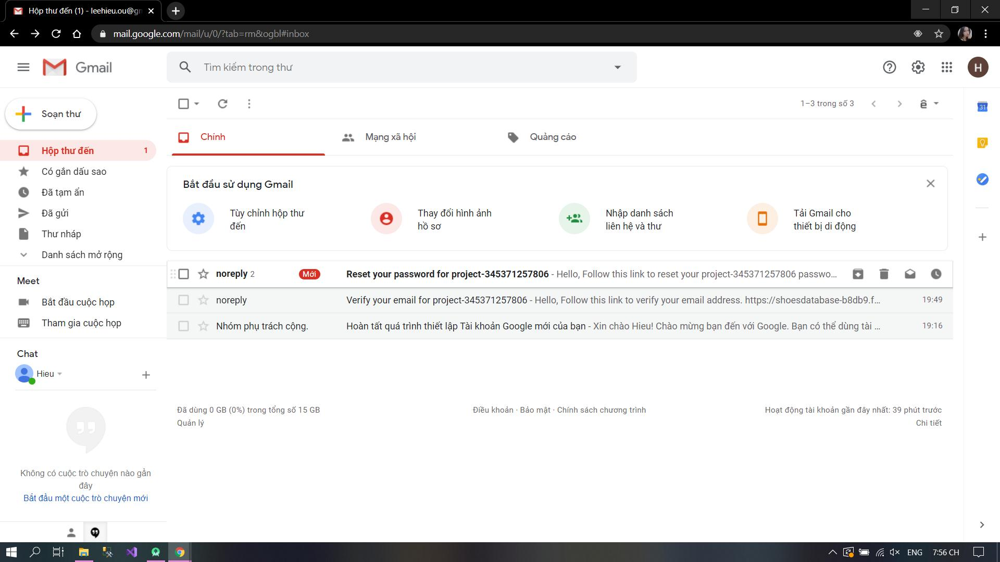 Hộp thư đến (1) - leehieu.ou@gm
mail.google.com/mail/u/0/?tab=rm&ogbl#inbox
Gmail
Tìm kiếm trong thư
H
Soạn thư
1–3 trong số 3
31
Chính
Mạng xã hội
Quảng cáo
Hộp thư đến 1
Có gắn dấu sao
Đã tạm ẩn
Đã gửi
Thư nháp
Danh sách mở rộng
Bắt đầu sử dụng Gmail
Tùy chỉnh hộp thư
đến
Thay đổi hình ảnh
hồ sơ
Nhập danh sách
liên hệ và thư
Tải Gmail cho
thiết bị di động
noreply 2 Mới Reset your password for project-345371257806 - Hello, Follow this link to reset your project-345371257806 passwo...
noreply Verify your email for project-345371257806 - Hello, Follow this link to verify your email address. https://shoesdatabase-b8db9.f... 19:49
Nhóm phụ trách cộng. Hoàn tất quá trình thiết lập Tài khoản Google mới của bạn - Xin chào Hieu! Chào mừng bạn đến với Google. Bạn có thể dùng tài ... 19:16
Meet
Bắt đầu cuộc họp
Tham gia cuộc họp
Chat
Hieu
Không có cuộc trò chuyện nào gần
đây
Bắt đầu một cuộc trò chuyện mới
Đã dùng 0 GB (0%) trong tổng số 15 GB
Quản lý
Điều khoản · Bảo mật · Chính sách chương trình
Hoạt động tài khoản gần đây nhất: 39 phút trước
Chi tiết
ENG
7:56 CH